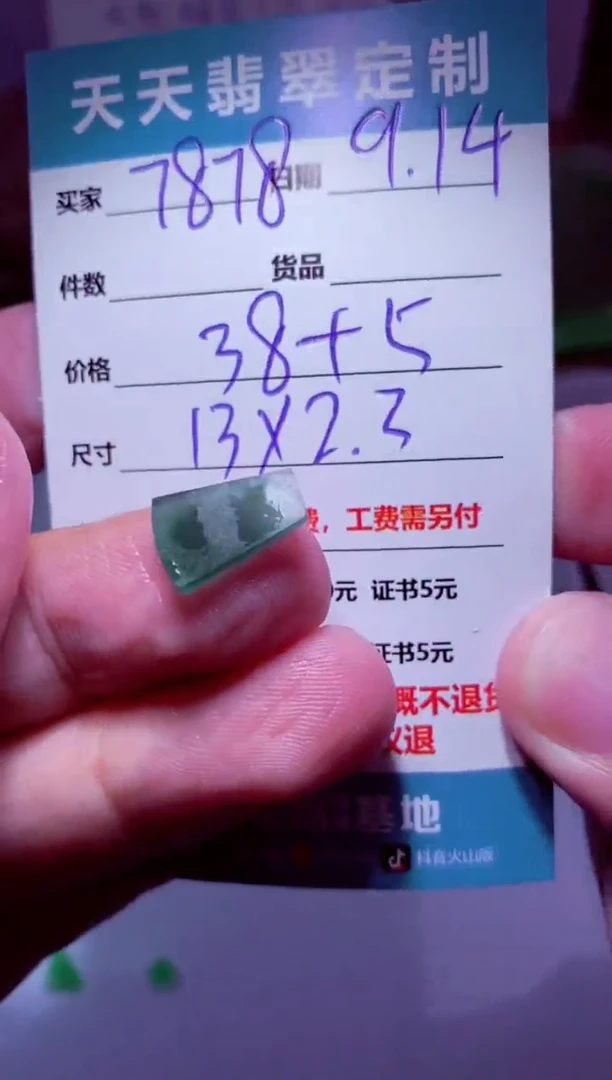 天天翡翠定制
买家 7878 日期 9.14
件数 货品
价格 38+5
尺寸 13X2.3
费，工费需另付
元 证书5元
证书5元
概不退货
议退
基地
抖音火山版